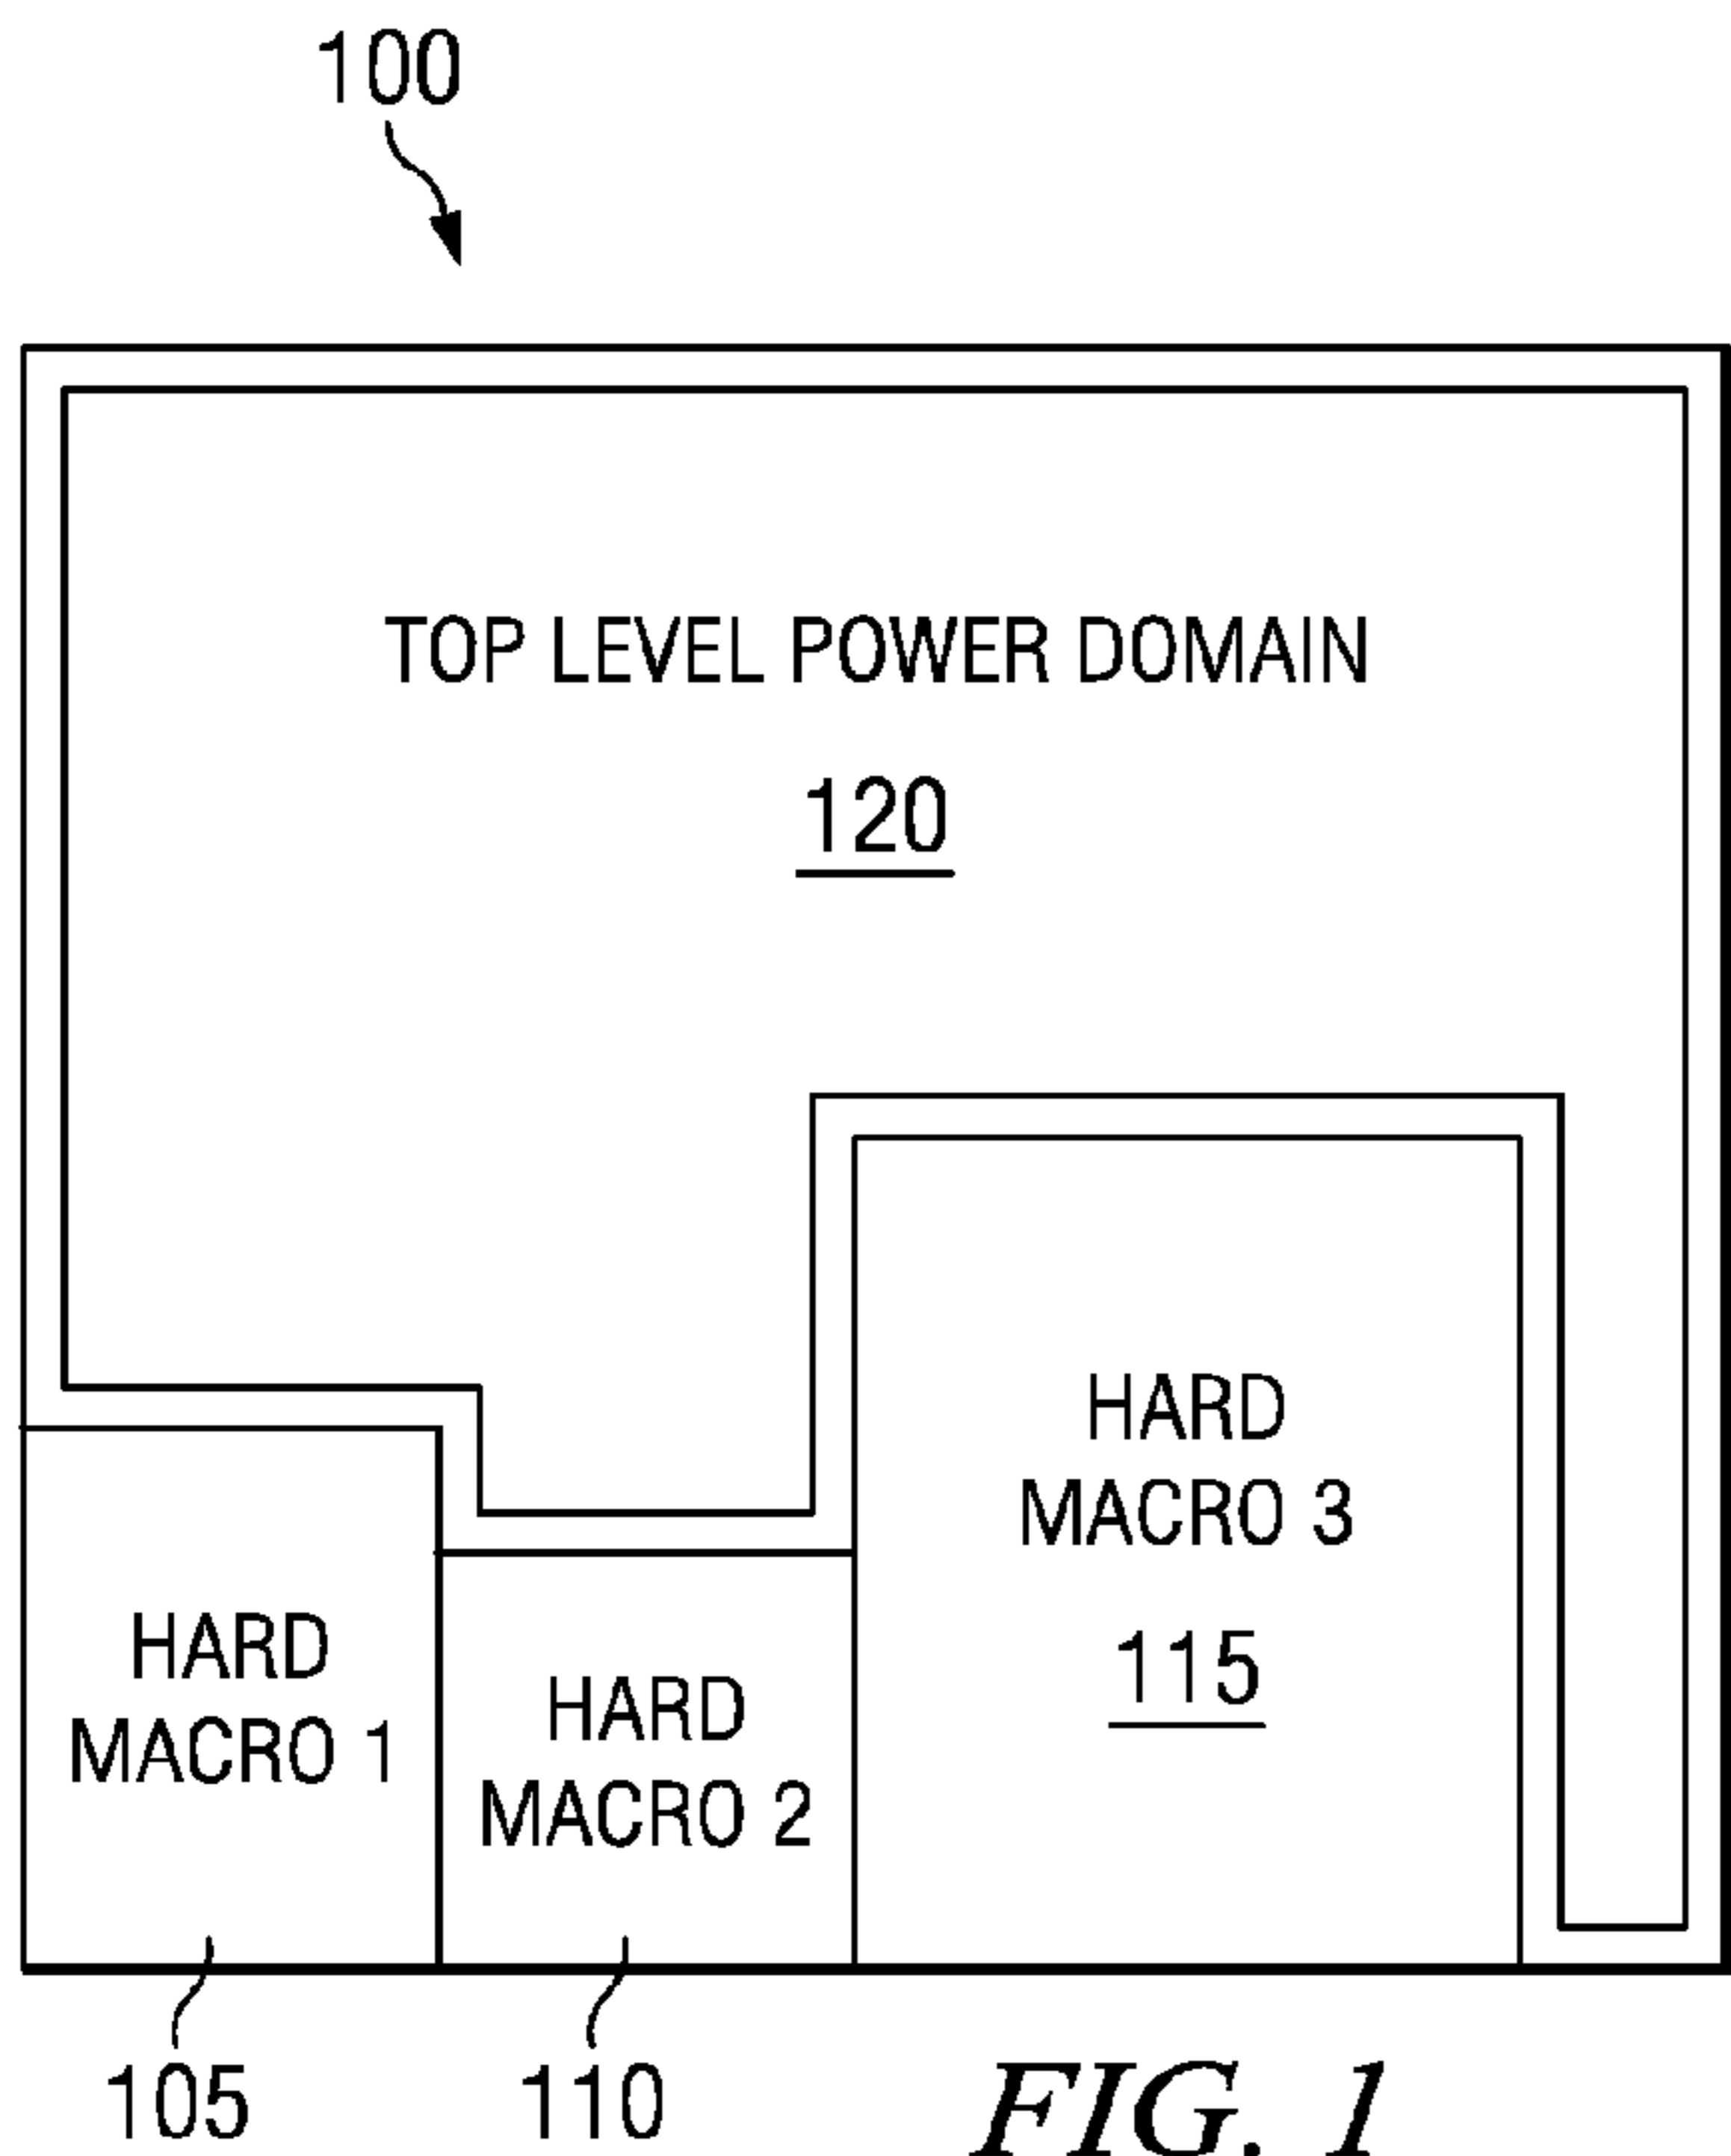 100
TOP LEVEL POWER DOMAIN
120
HARD
MACRO 3
115
HARD
MACRO 1
HARD
MACRO 2
105
110
FIG. 1